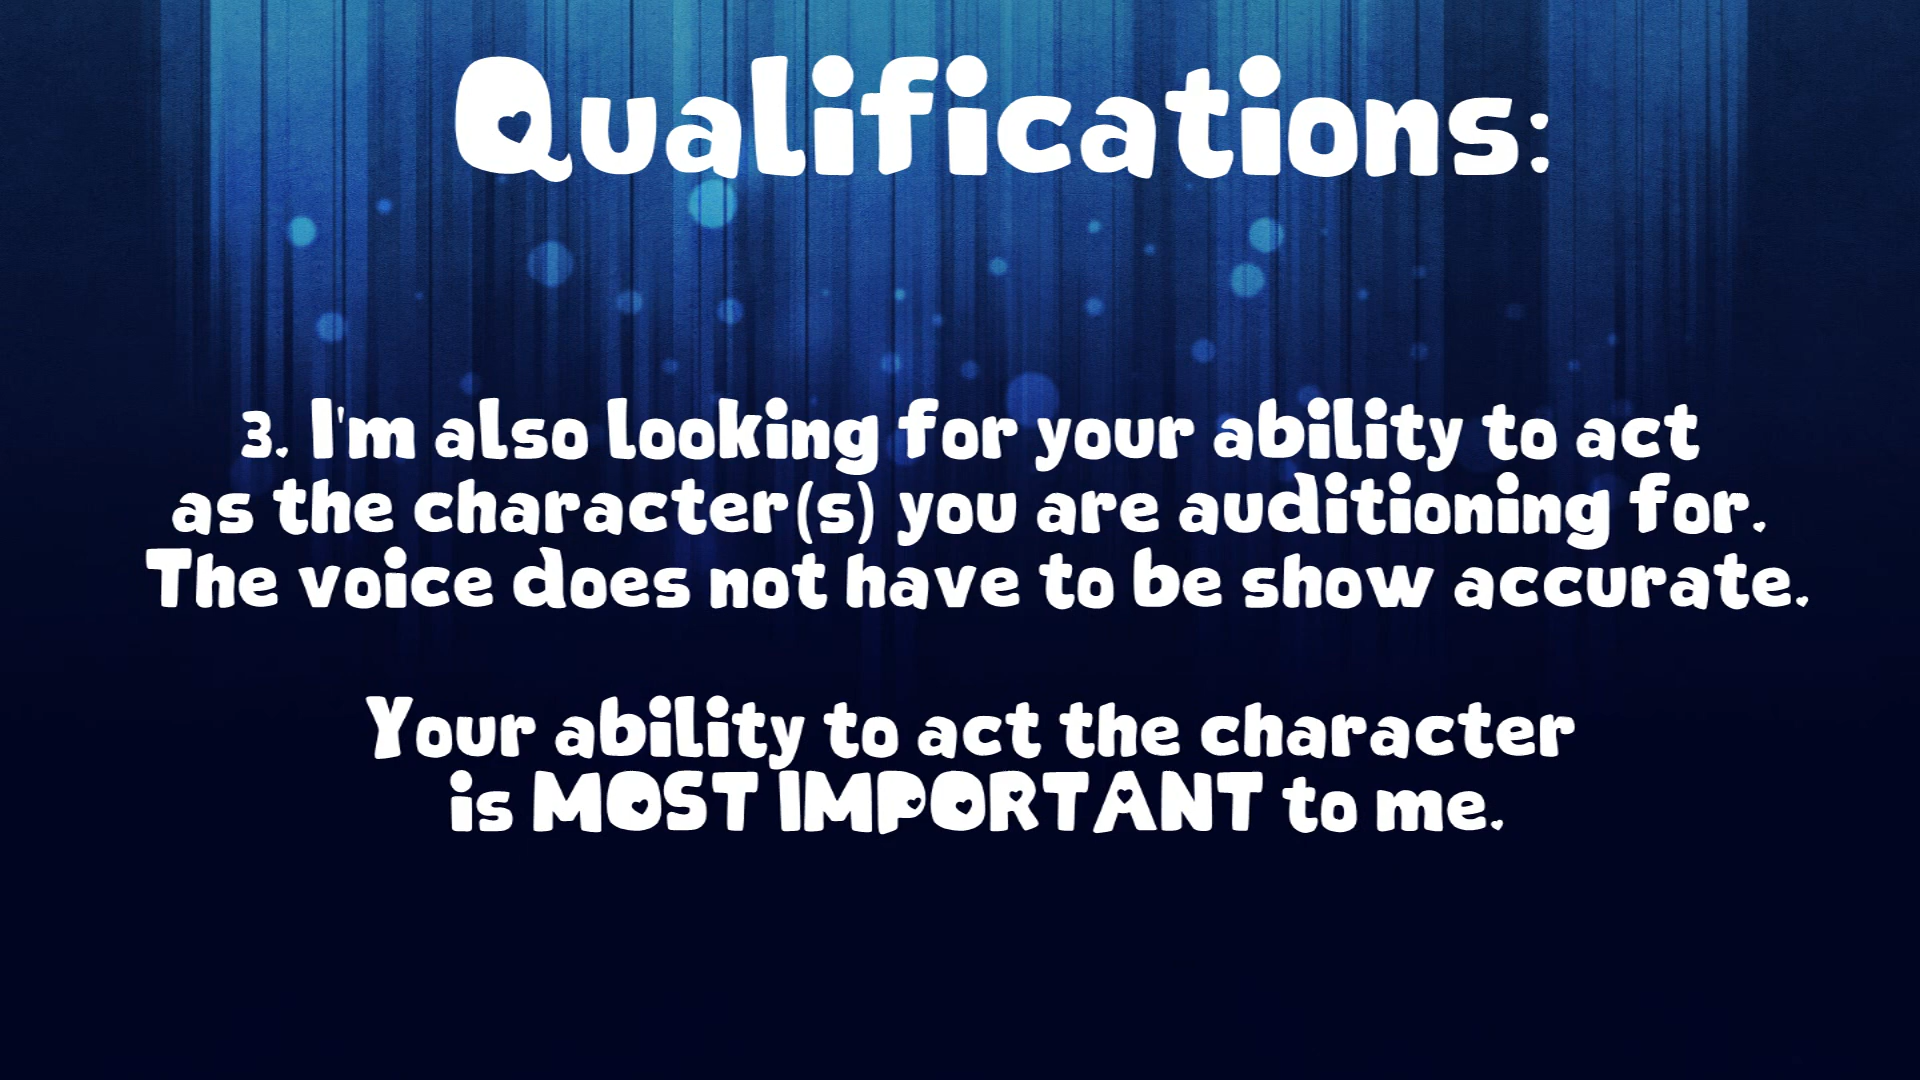 Qualifications:
3. I'm also looking for your ability to act
as the character(s) you are auditioning for.
The voice does not have to be show accurate.
Your ability to act the character
is MOST IMPORTANT to me.